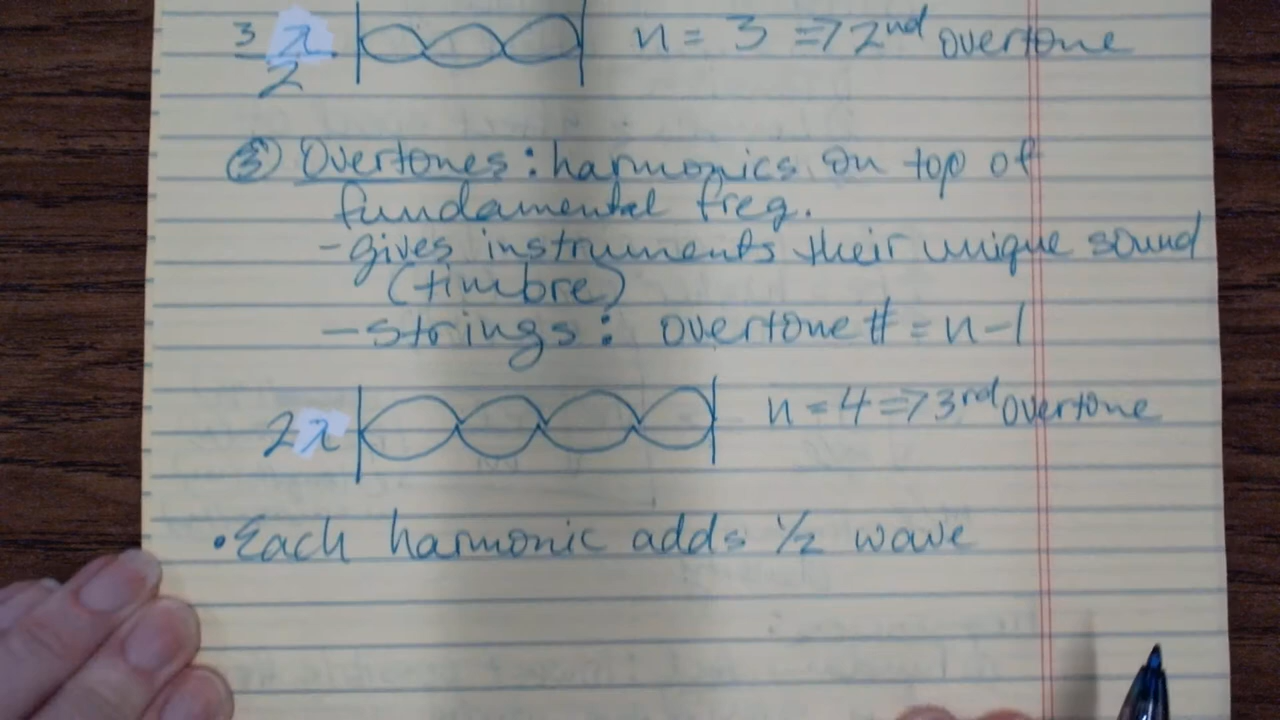 3λ/2 n = 3 => 2nd overtone
③ Overtones: harmonics on top of
fundamental freq.
- gives instruments their unique sound
(timbre)
- strings: overtone # = n - 1
2λ n = 4 => 3rd overtone
• Each harmonic adds ½ wave